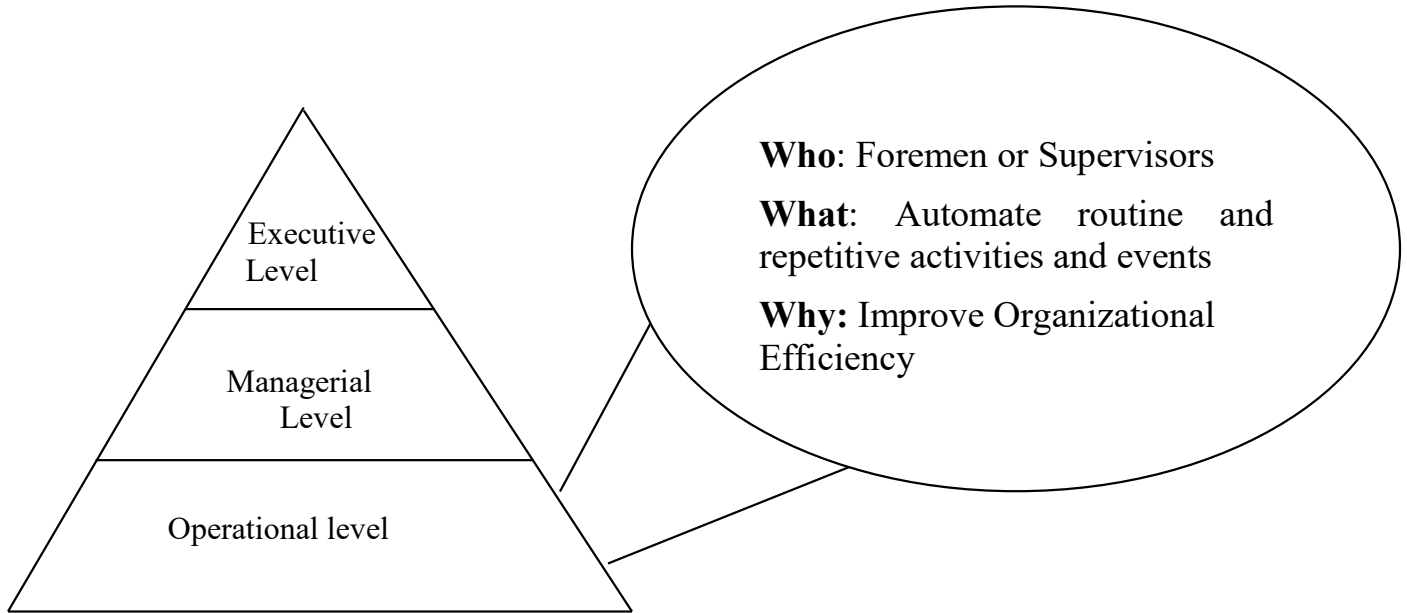 Executive
Level
Managerial
Level
Operational level
Who: Foremen or Supervisors
What: Automate routine and
repetitive activities and events
Why: Improve Organizational
Efficiency